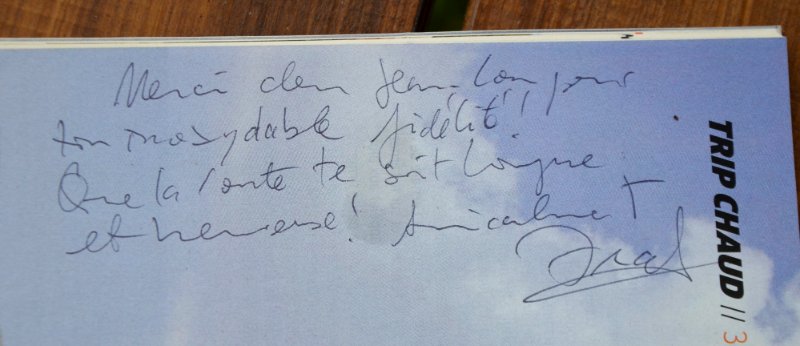 Merci cher Jean-Lou pour
ton inoxydable fidélité !
Que la route te soit longue
et heureuse ! Amicalement
TRIP CHAUD // 3